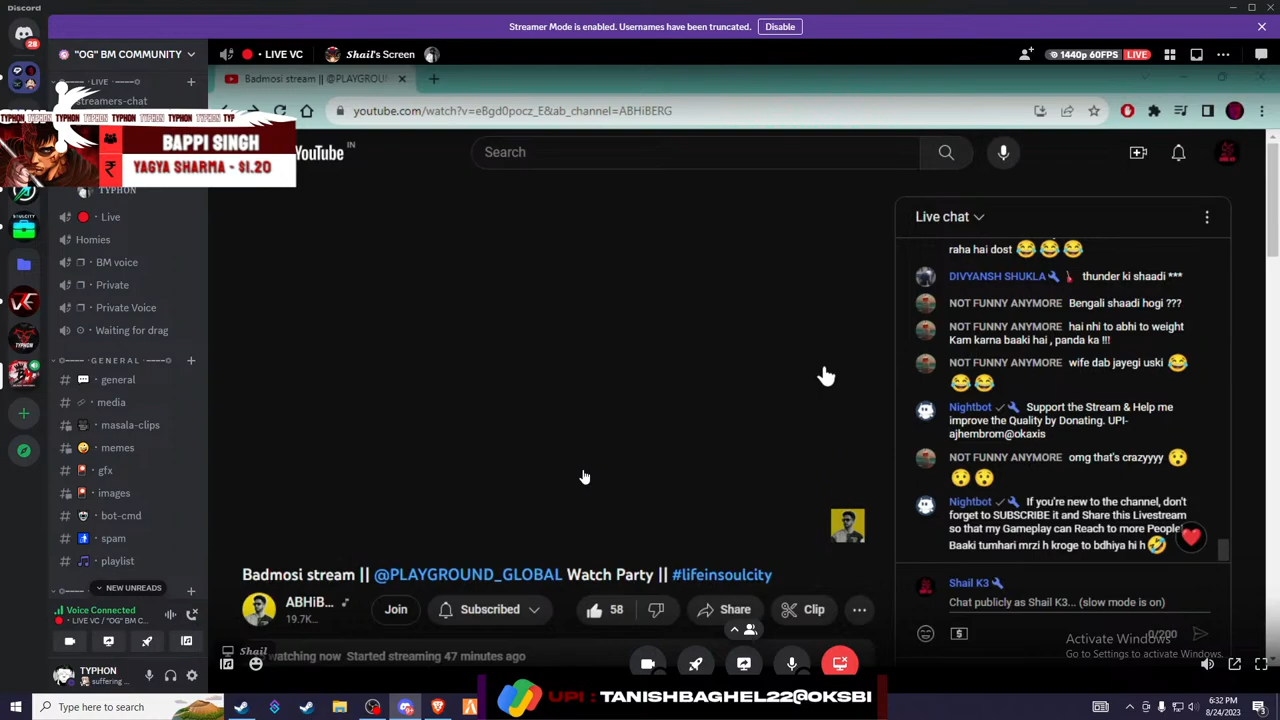 Discord
Streamer Mode is enabled. Usernames have been truncated.
Disable
28
"OG" BM COMMUNITY
LIVE VC
Shail's Screen
1440p 60FPS
LIVE
LIVE
streamers-chat
Badmosi stream || @PLAYGROUN
youtube.com/watch?v=eBgd0pocz_E&ab_channel=ABHiBERG
TYPHON TYPHON TYPHON TYPHON TYPHON TYP
BAPPI SINGH
YAGYA SHARMA - $1.20
YouTube
IN
Search
TYPHON
Live
Homies
BM voice
Private
Private Voice
Waiting for drag
GENERAL
general
media
masala-clips
memes
gfx
images
bot-cmd
spam
playlist
NEW UNREADS
Voice Connected
LIVE VC / "OG" BM C...
TYPHON
suffering ...
Live chat
raha hai dost 😂😂😂
DIVYANSH SHUKLA thunder ki shaadi ***
NOT FUNNY ANYMORE Bengali shaadi hogi ???
NOT FUNNY ANYMORE hai nhi to abhi to weight
Kam karna baaki hai , panda ka !!!
NOT FUNNY ANYMORE wife dab jayegi uski 😂
😂😂
Nightbot Support the Stream & Help me
improve the Quality by Donating. UPI-
ajhembrom@okaxis
NOT FUNNY ANYMORE omg that's crazyyyy 😯
😯😯
Nightbot If you're new to the channel, don't
forget to SUBSCRIBE it and Share this Livestream
so that my Gameplay can Reach to more People
Baaki tumhari mrzi h kroge to bdhiya hi h 🤣
Shail K3
Chat publicly as Shail K3... (slow mode is on)
0/200
Badmosi stream || @PLAYGROUND_GLOBAL Watch Party || #lifeinsoulcity
ABHiB...
19.7K...
Join
Subscribed
58
Share
Clip
Shail
watching now Started streaming 47 minutes ago
Activate Windows
Go to Settings to activate Windows.
Type here to search
UPI : TANISHBAGHEL22@OKSBI
6:32 PM
8/24/2023